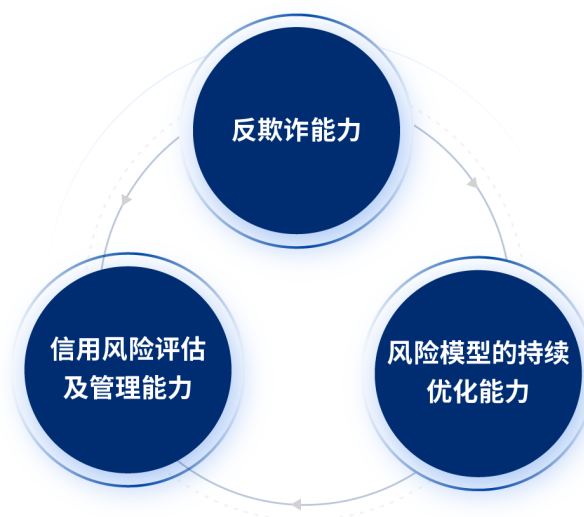 反欺诈能力
信用风险评估
及管理能力
风险模型的持续
优化能力